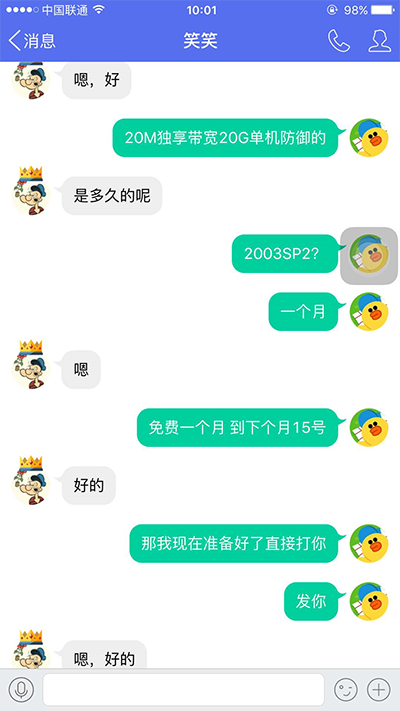 中国联通 10:01 98%
消息 笑笑
嗯，好
20M独享带宽20G单机防御的
是多久的呢
2003SP2?
一个月
嗯
免费一个月 到下个月15号
好的
那我现在准备好了直接打你
发你
嗯，好的